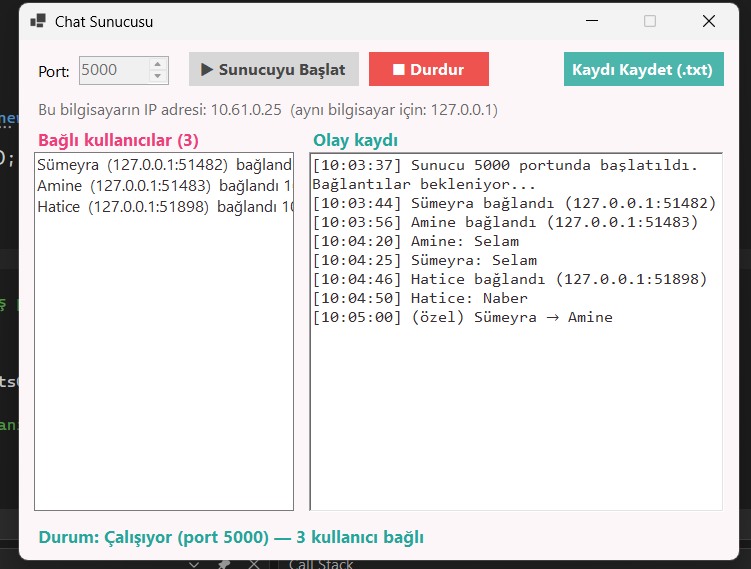 Chat Sunucusu
Port: 5000 ▶ Sunucuyu Başlat ■ Durdur Kaydı Kaydet (.txt)
Bu bilgisayarın IP adresi: 10.61.0.25 (aynı bilgisayar için: 127.0.0.1)
Bağlı kullanıcılar (3)
Sümeyra (127.0.0.1:51482) bağland
Amine (127.0.0.1:51483) bağlandı 1
Hatice (127.0.0.1:51898) bağlandı 10
Olay kaydı
[10:03:37] Sunucu 5000 portunda başlatıldı.
Bağlantılar bekleniyor...
[10:03:44] Sümeyra bağlandı (127.0.0.1:51482)
[10:03:56] Amine bağlandı (127.0.0.1:51483)
[10:04:20] Amine: Selam
[10:04:25] Sümeyra: Selam
[10:04:46] Hatice bağlandı (127.0.0.1:51898)
[10:04:50] Hatice: Naber
[10:05:00] (özel) Sümeyra → Amine
Durum: Çalışıyor (port 5000) — 3 kullanıcı bağlı
Call Stack